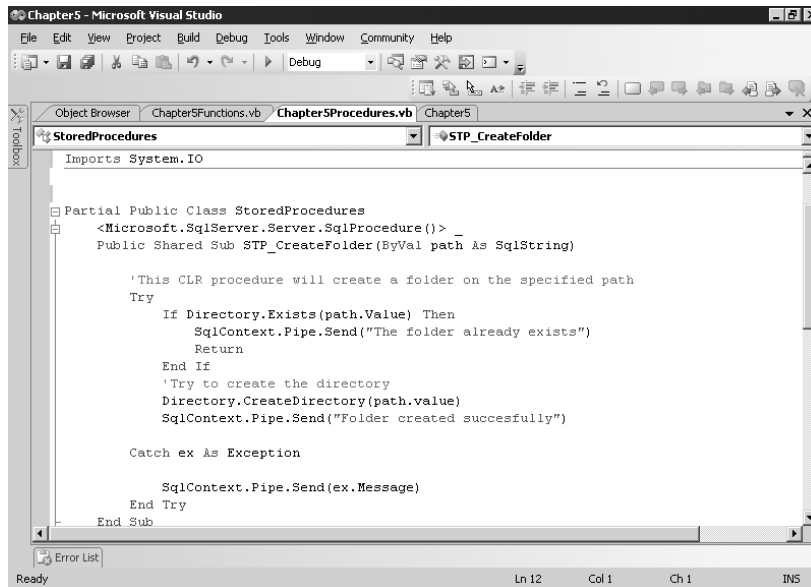 Chapter5 - Microsoft Visual Studio
File Edit View Project Build Debug Tools Window Community Help
Debug
Toolbox
Object Browser Chapter5Functions.vb Chapter5Procedures.vb Chapter5
StoredProcedures STP_CreateFolder
Imports System.IO
Partial Public Class StoredProcedures
<Microsoft.SqlServer.Server.SqlProcedure()> _
Public Shared Sub STP_CreateFolder(ByVal path As SqlString)
'This CLR procedure will create a folder on the specified path
Try
If Directory.Exists(path.Value) Then
SqlContext.Pipe.Send("The folder already exists")
Return
End If
'Try to create the directory
Directory.CreateDirectory(path.value)
SqlContext.Pipe.Send("Folder created succesfully")
Catch ex As Exception
SqlContext.Pipe.Send(ex.Message)
End Try
End Sub
Error List
Ready Ln 12 Col 1 Ch 1 INS